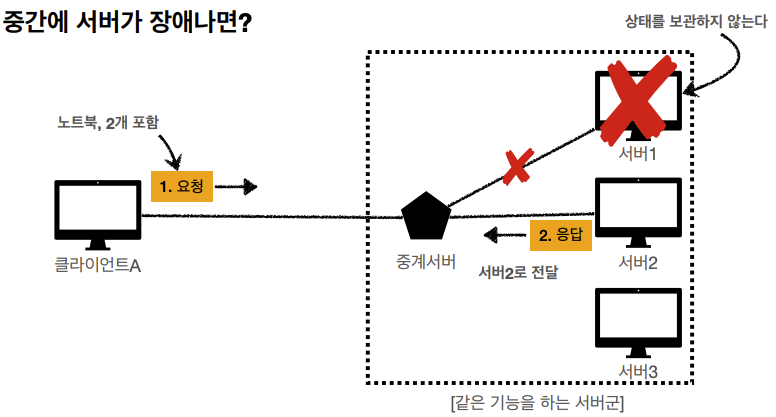 중간에 서버가 장애나면?
상태를 보관하지 않는다
노트북, 2개 포함
1. 요청
서버1
클라이언트A
중계서버
2. 응답
서버2로 전달
서버2
서버3
[같은 기능을 하는 서버군]